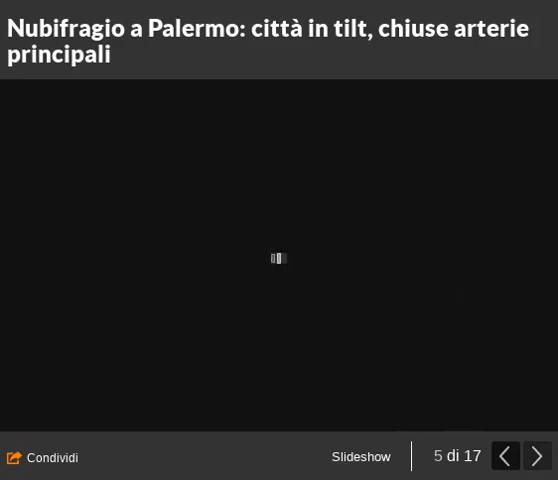 Nubifragio a Palermo: città in tilt, chiuse arterie
principali
Condividi
Slideshow
5 di 17